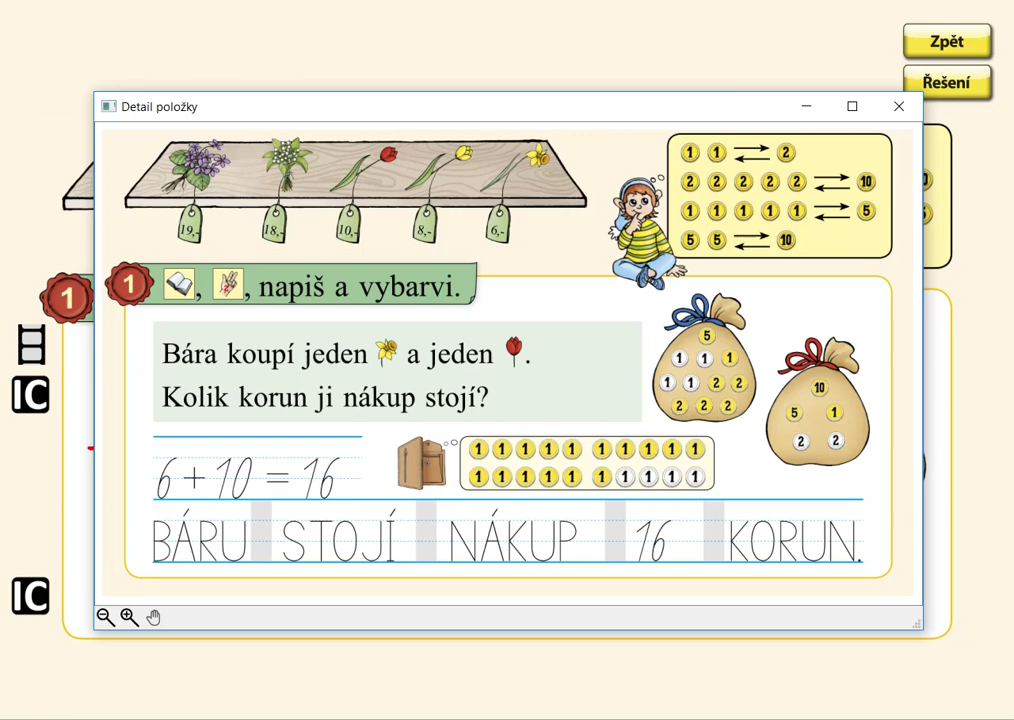 Zpět
Řešení
Detail položky
1 1 2
2 2 2 2 2 10
1 1 1 1 1 5
5 5 10
19,- 18,- 10,- 8,- 6,-
1
1 , , napiš a vybarvi.
Bára koupí jeden a jeden .
Kolik korun ji nákup stojí?
5
1 1 1
1 1 2 2
2 2 2
10
5 1
2 2
1 1 1 1 1 1 1 1 1 1
1 1 1 1 1 1 1 1 1 1
6 + 10 = 16
BÁRU STOJÍ NÁKUP 16 KORUN.
IC
IC